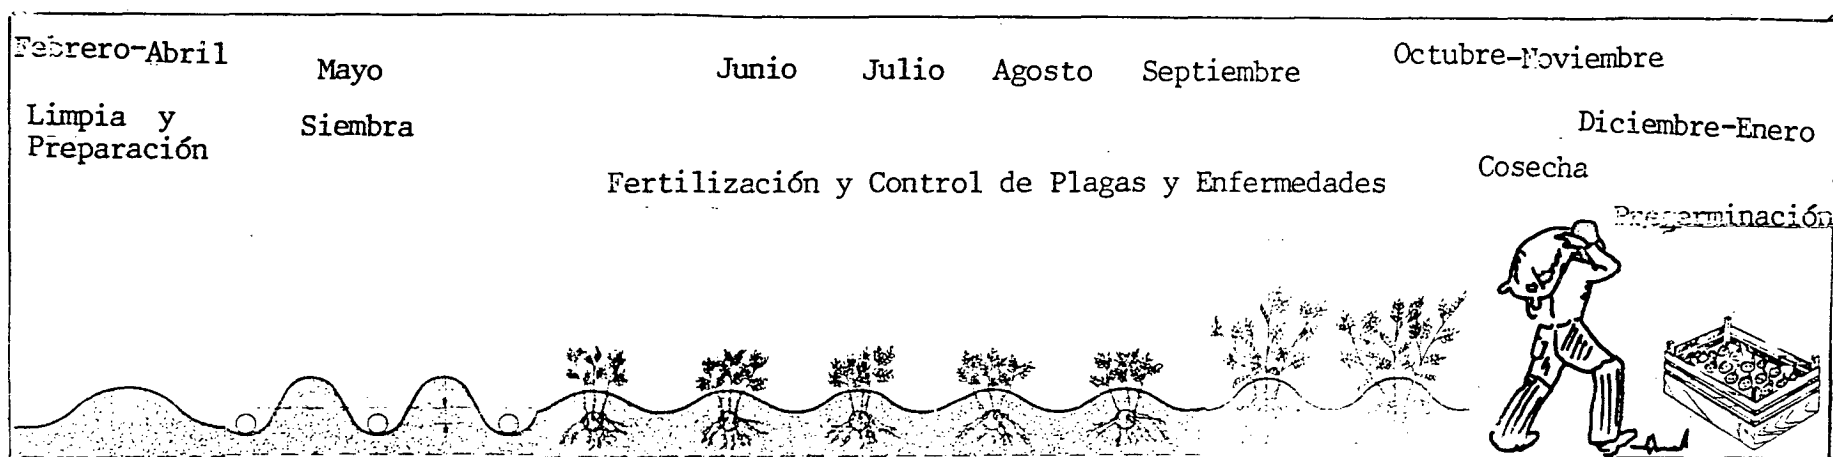 Febrero-Abril
Limpia y
Preparación
Mayo
Siembra
Junio
Julio
Agosto
Septiembre
Fertilización y Control de Plagas y Enfermedades
Octubre-Noviembre
Cosecha
Diciembre-Enero
Pregerminación